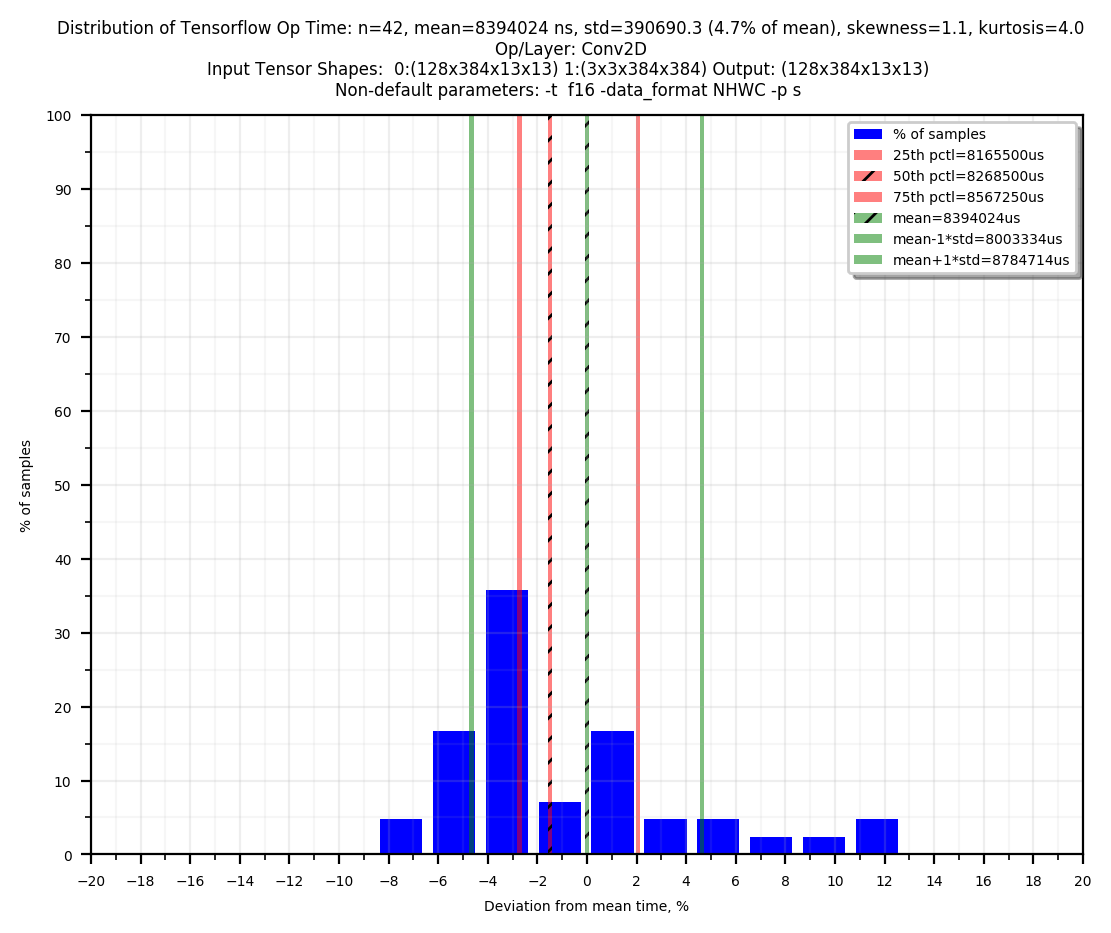 Distribution of Tensorflow Op Time: n=42, mean=8394024 ns, std=390690.3 (4.7% of mean), skewness=1.1, kurtosis=4.0
Op/Layer: Conv2D
Input Tensor Shapes:  0:(128x384x13x13) 1:(3x3x384x384) Output: (128x384x13x13)
Non-default parameters: -t  f16 -data_format NHWC -p s
100
90
80
70
60
50
40
30
20
10
0
% of samples
% of samples
25th pctl=8165500us
50th pctl=8268500us
75th pctl=8567250us
mean=8394024us
mean-1*std=8003334us
mean+1*std=8784714us
−20 −18 −16 −14 −12 −10 −8 −6 −4 −2 0 2 4 6 8 10 12 14 16 18 20
Deviation from mean time, %